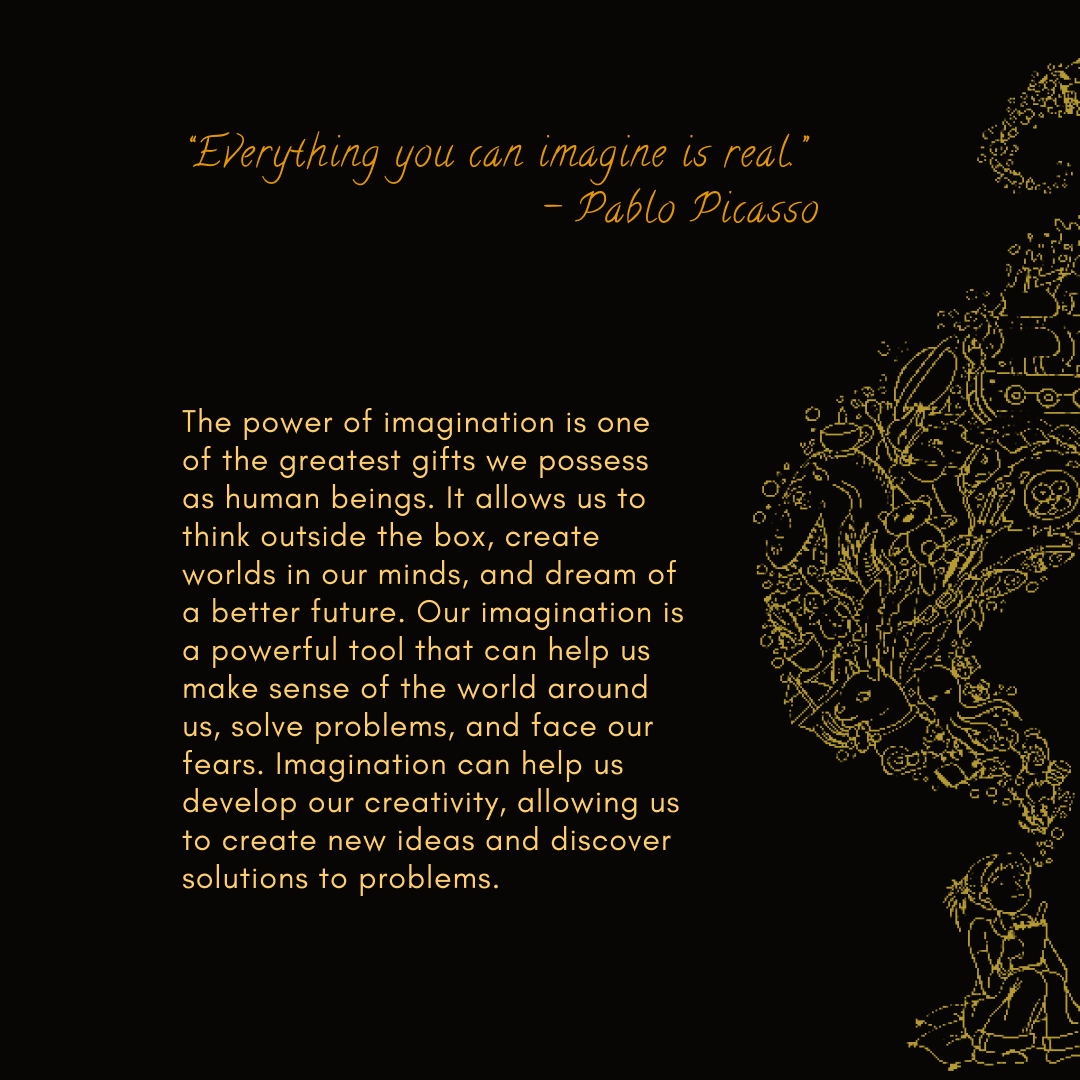 “Everything you can imagine is real.”
– Pablo Picasso
The power of imagination is one
of the greatest gifts we possess
as human beings. It allows us to
think outside the box, create
worlds in our minds, and dream of
a better future. Our imagination is
a powerful tool that can help us
make sense of the world around
us, solve problems, and face our
fears. Imagination can help us
develop our creativity, allowing us
to create new ideas and discover
solutions to problems.